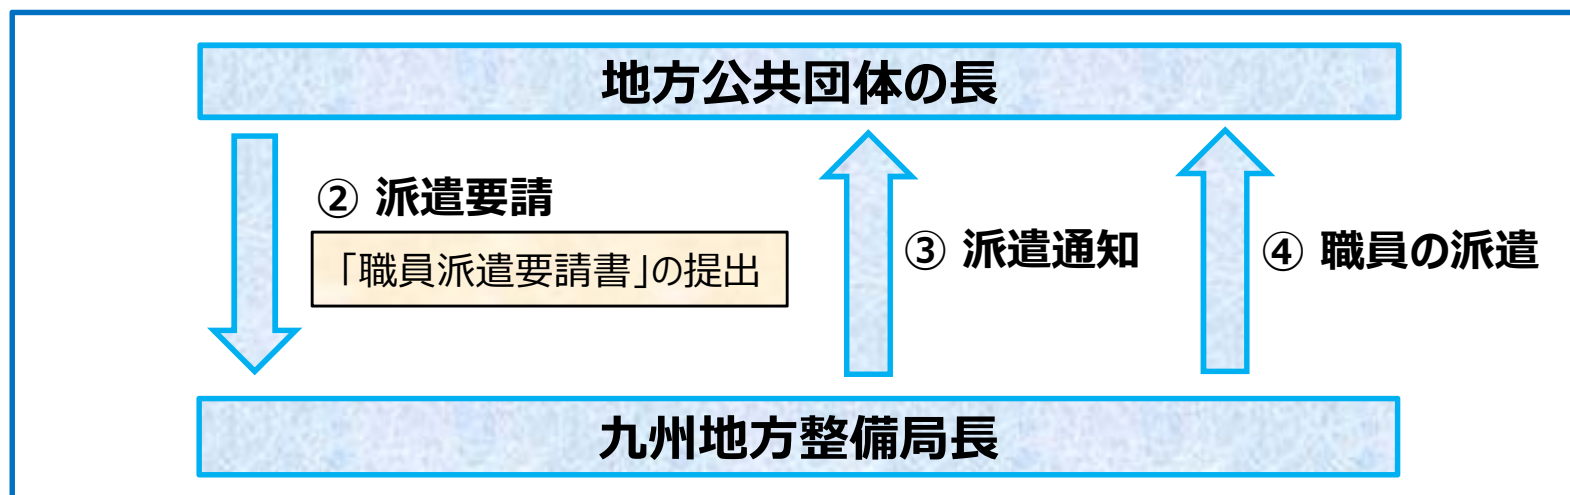 地方公共団体の長
② 派遣要請
「職員派遣要請書」の提出
③ 派遣通知
④ 職員の派遣
九州地方整備局長